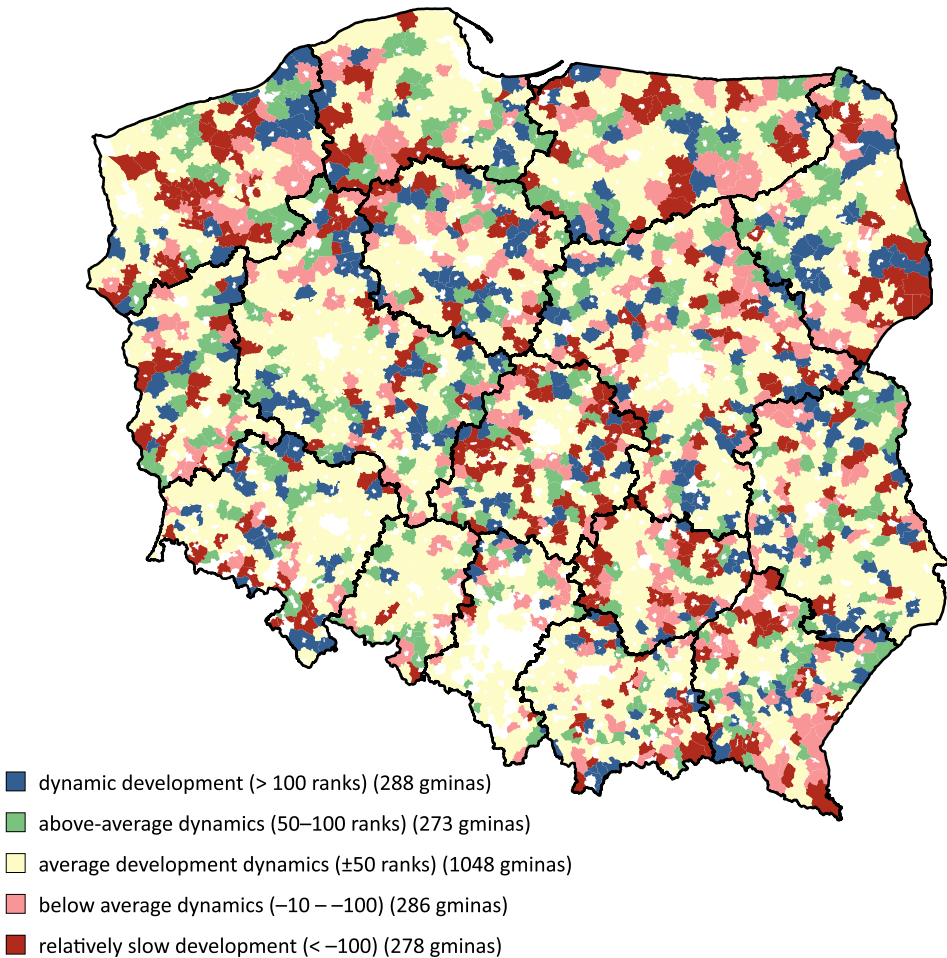 dynamic development (> 100 ranks) (288 gminas)
above-average dynamics (50–100 ranks) (273 gminas)
average development dynamics (±50 ranks) (1048 gminas)
below average dynamics (–10 – –100) (286 gminas)
relatively slow development (< –100) (278 gminas)